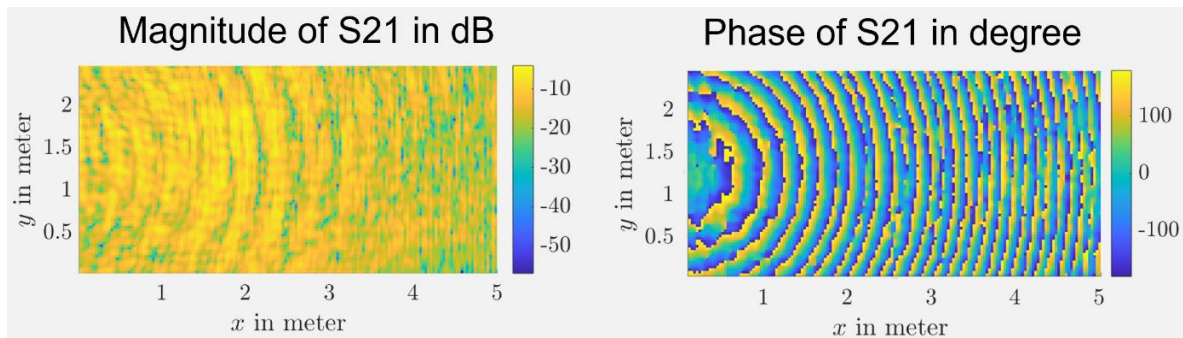 Magnitude of S21 in dB
2
1.5
1
0.5
y in meter
1 2 3 4 5
x in meter
-10
-20
-30
-40
-50
Phase of S21 in degree
2
1.5
1
0.5
y in meter
1 2 3 4 5
x in meter
100
0
-100